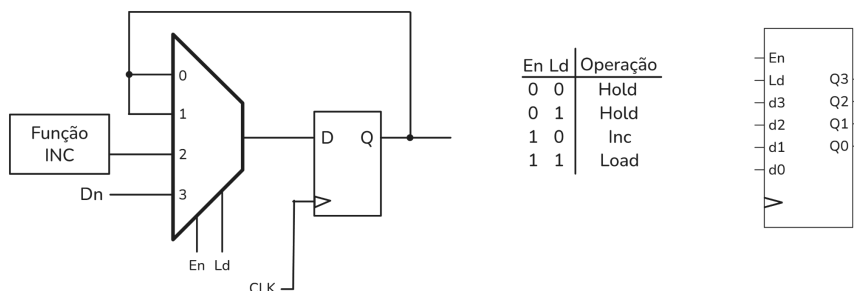 0
1
Função
INC
2
Dn
3
En Ld
D Q
CLK
En Ld Operação
0 0 Hold
0 1 Hold
1 0 Inc
1 1 Load
En
Ld
d3
d2
d1
d0
Q3
Q2
Q1
Q0